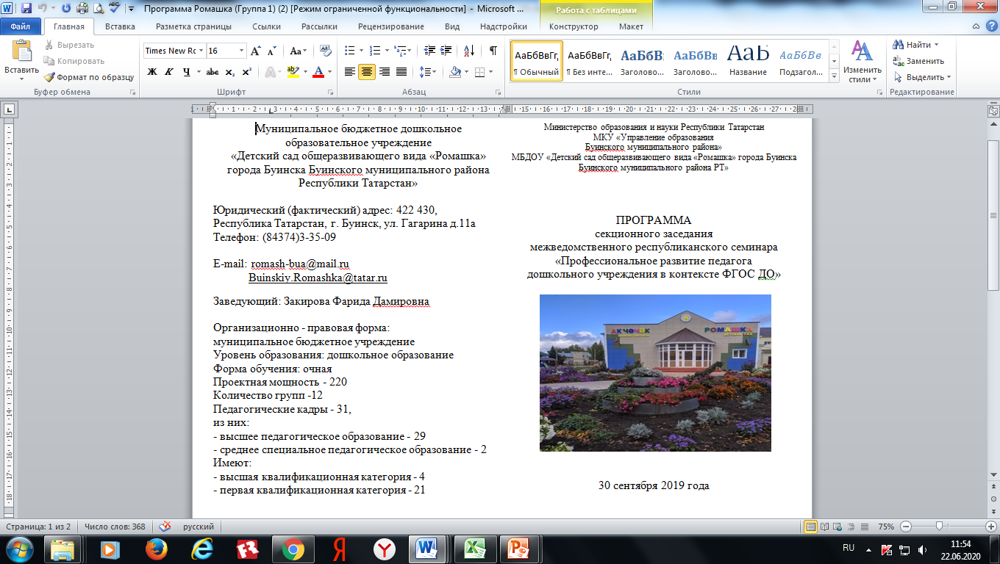 Программа Ромашка (Группа 1) (2) [Режим ограниченной функциональности] - Microsoft ...
Работа с таблицами
Файл
Главная
Вставка
Разметка страницы
Ссылки
Рассылки
Рецензирование
Вид
Надстройки
Конструктор
Макет
Вставить
Вырезать
Копировать
Формат по образцу
Буфер обмена
Times New Ro
16
Шрифт
Абзац
АаБбВвГг,
¶ Обычный
АаБбВвГг,
¶ Без инте...
АаБбВ
Заголово...
АаБбВв
Заголово...
АаБ
Название
АаБбВв.
Подзагол...
Стили
Изменить
стили
Найти
Заменить
Выделить
Редактирование
Муниципальное бюджетное дошкольное
образовательное учреждение
«Детский сад общеразвивающего вида «Ромашка»
города Буинска Буинского муниципального района
Республики Татарстан»
Юридический (фактический) адрес: 422 430,
Республика Татарстан, г. Буинск, ул. Гагарина д.11а
Телефон: (84374)3-35-09
E-mail: romash-bua@mail.ru
Buinskiy.Romashka@tatar.ru
Заведующий: Закирова Фарида Дамировна
Организационно - правовая форма:
муниципальное бюджетное учреждение
Уровень образования: дошкольное образование
Форма обучения: очная
Проектная мощность - 220
Количество групп -12
Педагогические кадры - 31,
из них:
- высшее педагогическое образование - 29
- среднее специальное педагогическое образование - 2
Имеют:
- высшая квалификационная категория - 4
- первая квалификационная категория - 21
Министерство образования и науки Республики Татарстан
МКУ «Управление образования
Буинского муниципального района»
МБДОУ «Детский сад общеразвивающего вида «Ромашка» города Буинска
Буинского муниципального района РТ»
ПРОГРАММА
секционного заседания
межведомственного республиканского семинара
«Профессиональное развитие педагога
дошкольного учреждения в контексте ФГОС ДО»
АК ЧӘЧӘК
РОМАШКА
30 сентября 2019 года
Страница: 1 из 2
Число слов: 368
русский
75%
RU
11:54
22.06.2020